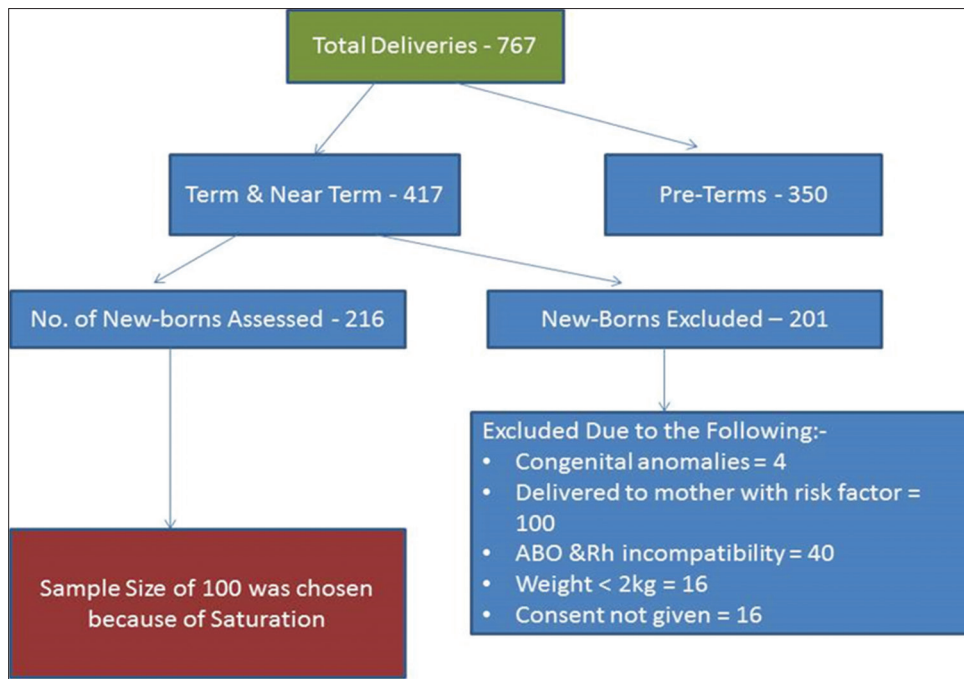 Total Deliveries - 767
Term & Near Term - 417
Pre-Terms - 350
No. of New-borns Assessed - 216
New-Borns Excluded – 201
Excluded Due to the Following:-
• Congenital anomalies = 4
• Delivered to mother with risk factor =
100
• ABO &Rh incompatibility = 40
• Weight < 2kg = 16
• Consent not given = 16
Sample Size of 100 was chosen
because of Saturation